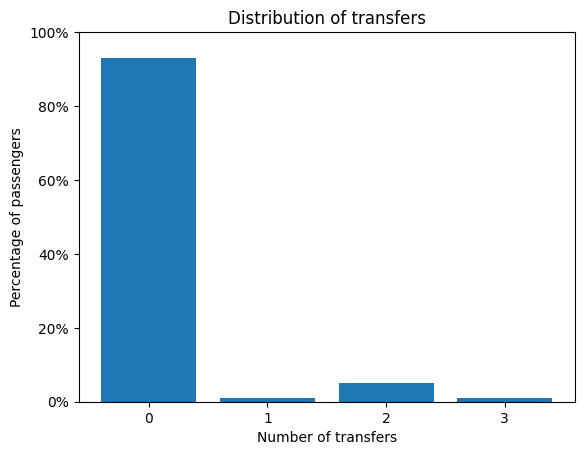 Distribution of transfers
100%
80%
60%
40%
20%
0%
Percentage of passengers
0 1 2 3
Number of transfers